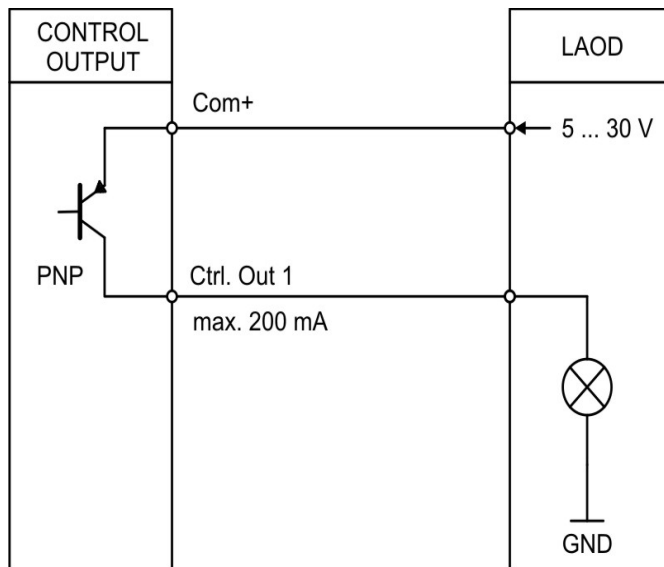 CONTROL
OUTPUT
LAOD
Com+
5 ... 30 V
PNP
Ctrl. Out 1
max. 200 mA
GND